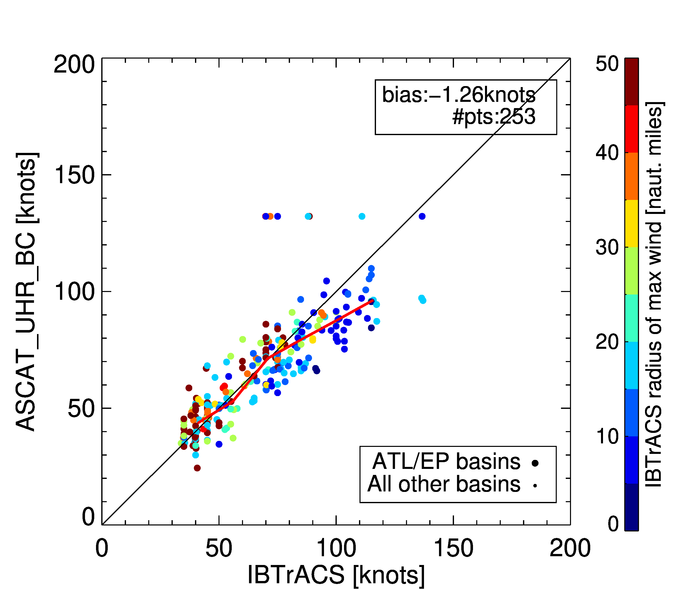 bias:−1.26knots
#pts:253
ATL/EP basins
All other basins
200
150
100
50
0
ASCAT_UHR_BC [knots]
0
50
100
150
200
IBTrACS [knots]
50
40
30
20
10
0
IBTrACS radius of max wind [naut. miles]